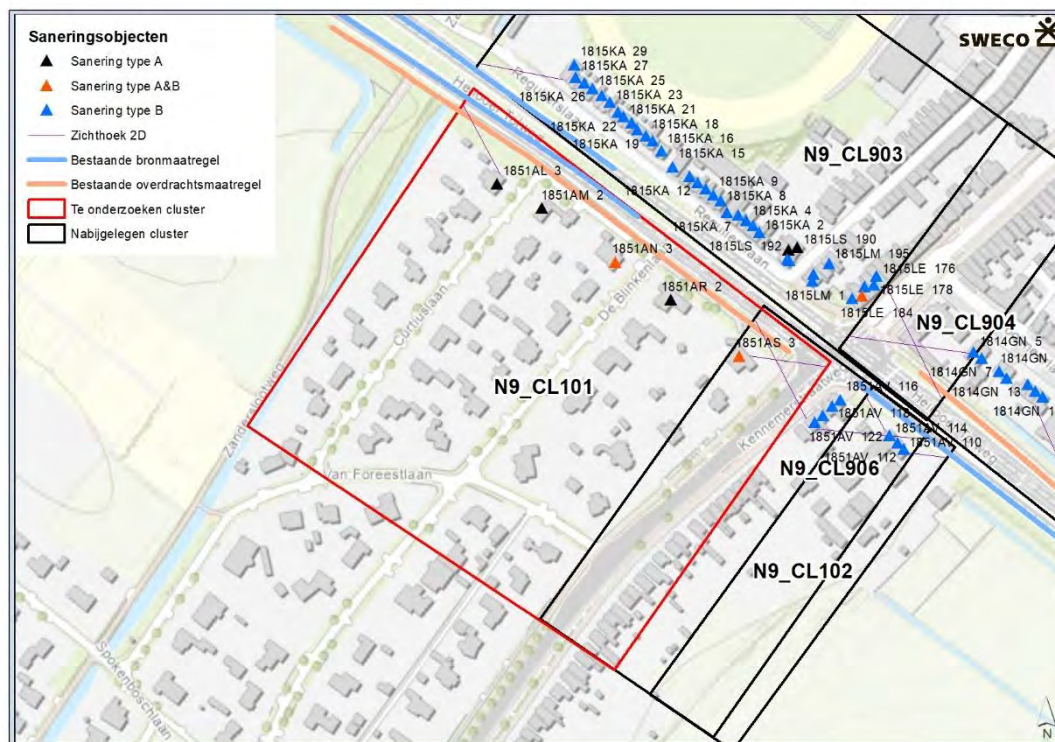 Saneringsobjecten
Sanering type A
Sanering type A&B
Sanering type B
Zichthoek 2D
Bestaande bronmaatregel
Bestaande overdrachtsmaatregel
Te onderzoeken cluster
Nabijgelegen cluster
SWECO
1815KA 29
1815KA 27
1815KA 25
1815KA 26
1815KA 23
1815KA 21
1815KA 22
1815KA 18
1815KA 19
1815KA 16
1815KA 15
N9_CL903
1851AL 3
1815KA 12
1815KA 9
1851AM 2
1815KA 8
1815KA 4
1815KA 7
1815KA 2
1815LS 192
1815LS 190
1851AN 3
1815LM 195
1815LE 176
1851AR 2
1815LM 1
1815LE 178
1815LE 184
N9_CL904
1851AS 3
1814GN 5
1814GN
1814GN 7
1814GN 13
1814GN 1
N9_CL101
1851AV 116
1851AV 118
1851AV 114
1851AV 122
1851AV 110
1851AV 112
N9_CL906
N9_CL102
Curtiuslaan
Zanderslootweg
Van Foreestlaan
Spokenboschlaan
N